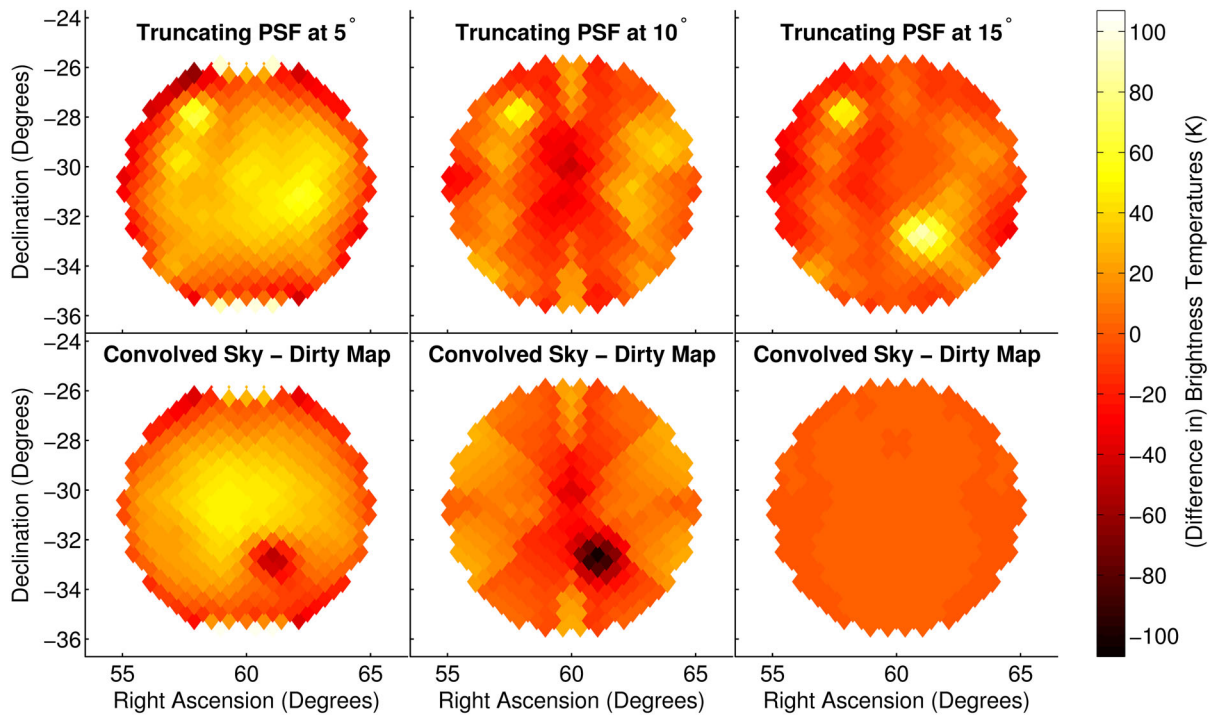 Truncating PSF at 5°
Truncating PSF at 10°
Truncating PSF at 15°
−24
−26
−28
−30
−32
−34
−36
Declination (Degrees)
Convolved Sky − Dirty Map
Convolved Sky − Dirty Map
Convolved Sky − Dirty Map
−24
−26
−28
−30
−32
−34
−36
Declination (Degrees)
55 60 65
55 60 65
55 60 65
Right Ascension (Degrees)
Right Ascension (Degrees)
Right Ascension (Degrees)
100
80
60
40
20
0
−20
−40
−60
−80
−100
(Difference in) Brightness Temperatures (K)